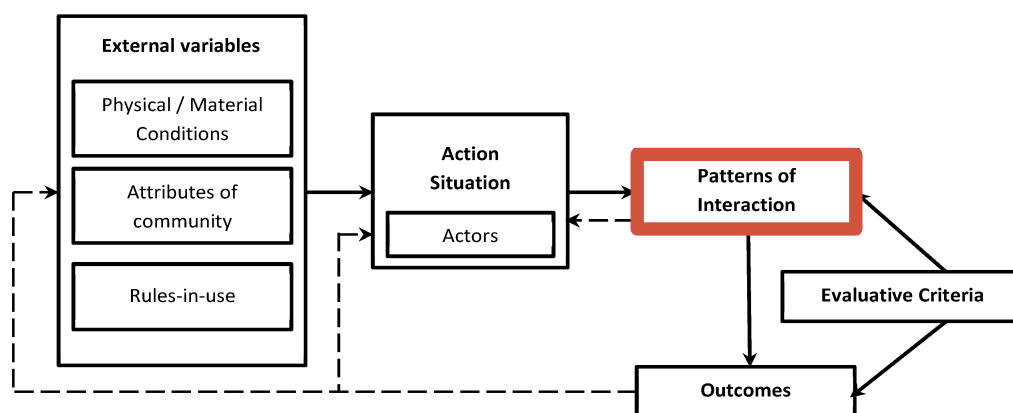 External variables
Physical / Material
Conditions
Attributes of
community
Rules-in-use
Action
Situation
Actors
Patterns of
Interaction
Evaluative Criteria
Outcomes